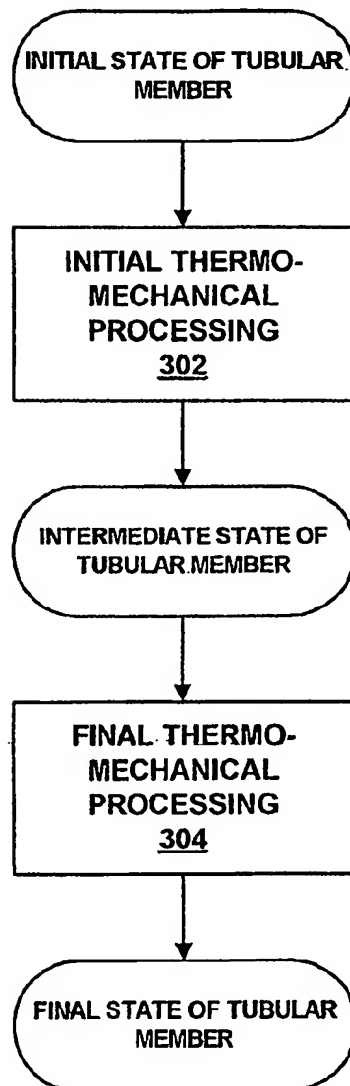 INITIAL STATE OF TUBULAR
MEMBER
INITIAL THERMO-
MECHANICAL
PROCESSING
302
INTERMEDIATE STATE OF
TUBULAR MEMBER
FINAL THERMO-
MECHANICAL
PROCESSING
304
FINAL STATE OF TUBULAR
MEMBER